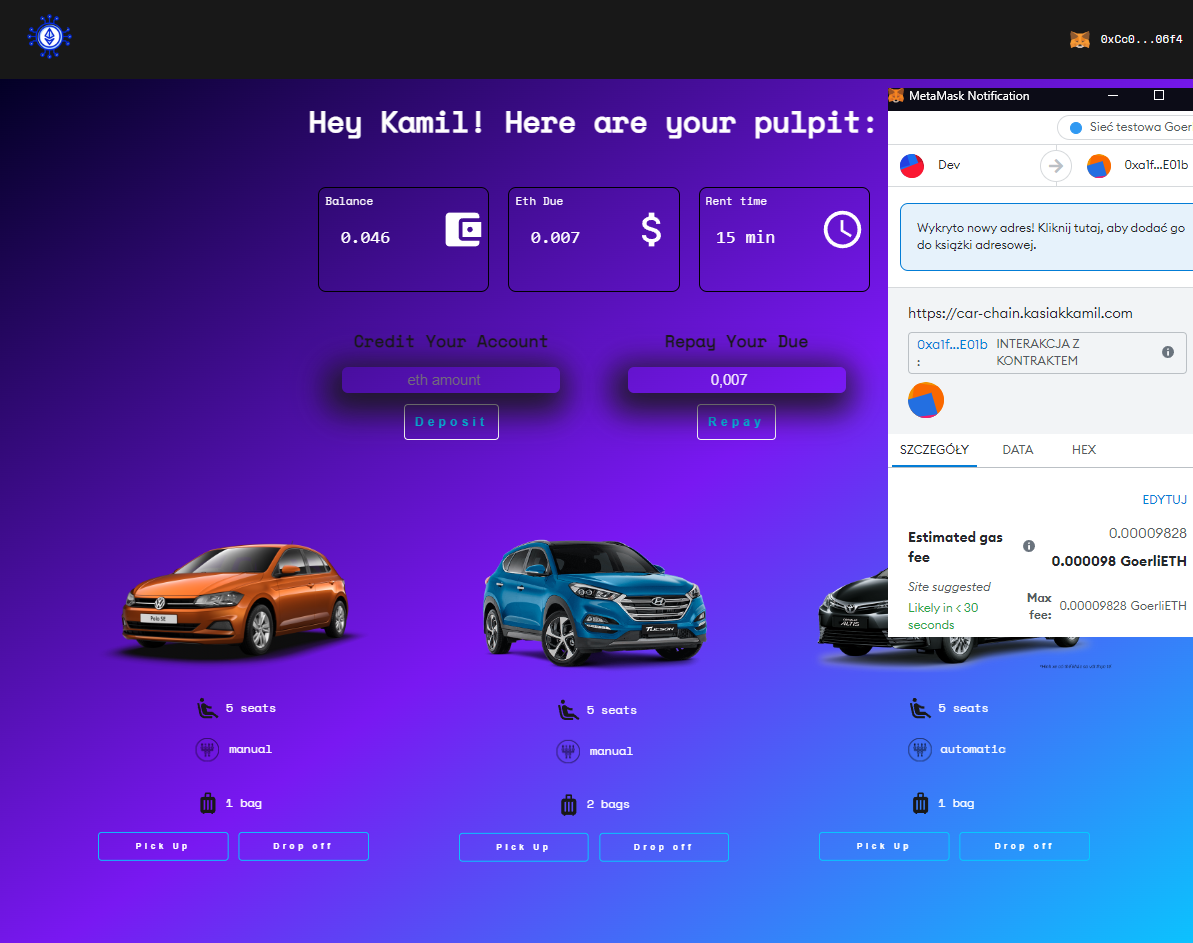 0xCc0...06f4
MetaMask Notification
Hey Kamil! Here are your pulpit:
Sieć testowa Goer
Dev
0xa1f...E01b
Balance
0.046
Eth Due
0.007
Rent time
15 min
Wykryto nowy adres! Kliknij tutaj, aby dodać go
do książki adresowej.
https://car-chain.kasiakkamil.com
0xa1f...E01b
:
INTERAKCJA Z
KONTRAKTEM
Credit Your Account
eth amount
Deposit
Repay Your Due
0,007
Repay
SZCZEGÓŁY
DATA
HEX
EDYTUJ
Estimated gas
fee
0.00009828
0.000098 GoerliETH
Site suggested
Likely in < 30
seconds
Max
fee:
0.00009828 GoerliETH
Polo SE
TUCSON
ALTIS
5 seats
manual
1 bag
Pick Up
Drop off
5 seats
manual
2 bags
Pick Up
Drop off
5 seats
automatic
1 bag
Pick Up
Drop off